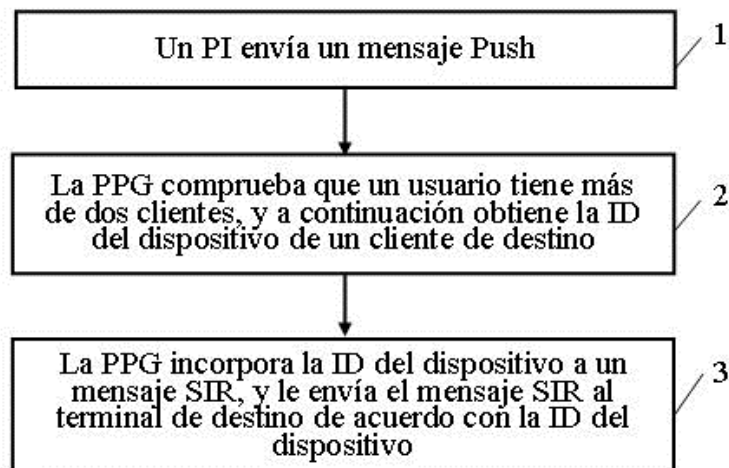 Un PI envía un mensaje Push
1
La PPG comprueba que un usuario tiene más
de dos clientes, y a continuación obtiene la ID
del dispositivo de un cliente de destino
2
La PPG incorpora la ID del dispositivo a un
mensaje SIR, y le envía el mensaje SIR al
terminal de destino de acuerdo con la ID del
dispositivo
3